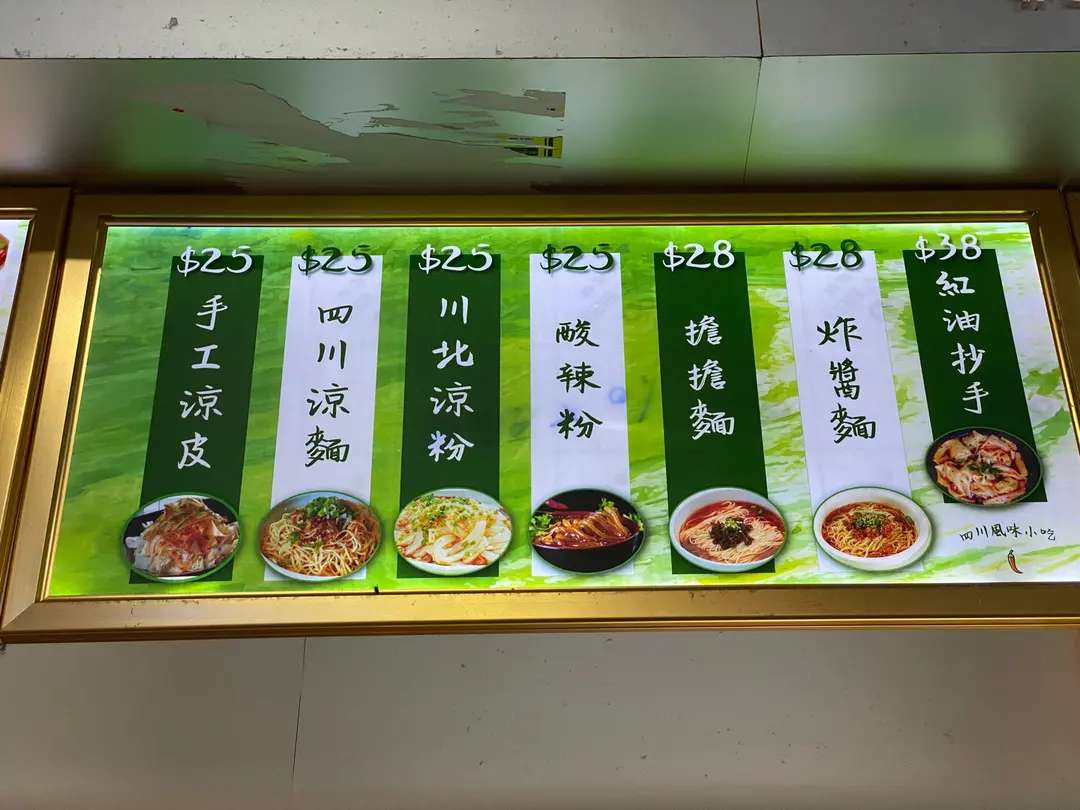 $25
手工涼皮
$25
四川涼麵
$25
川北涼粉
$25
酸辣粉
$28
擔擔麵
$28
炸醬麵
$38
紅油抄手
四川風味小吃